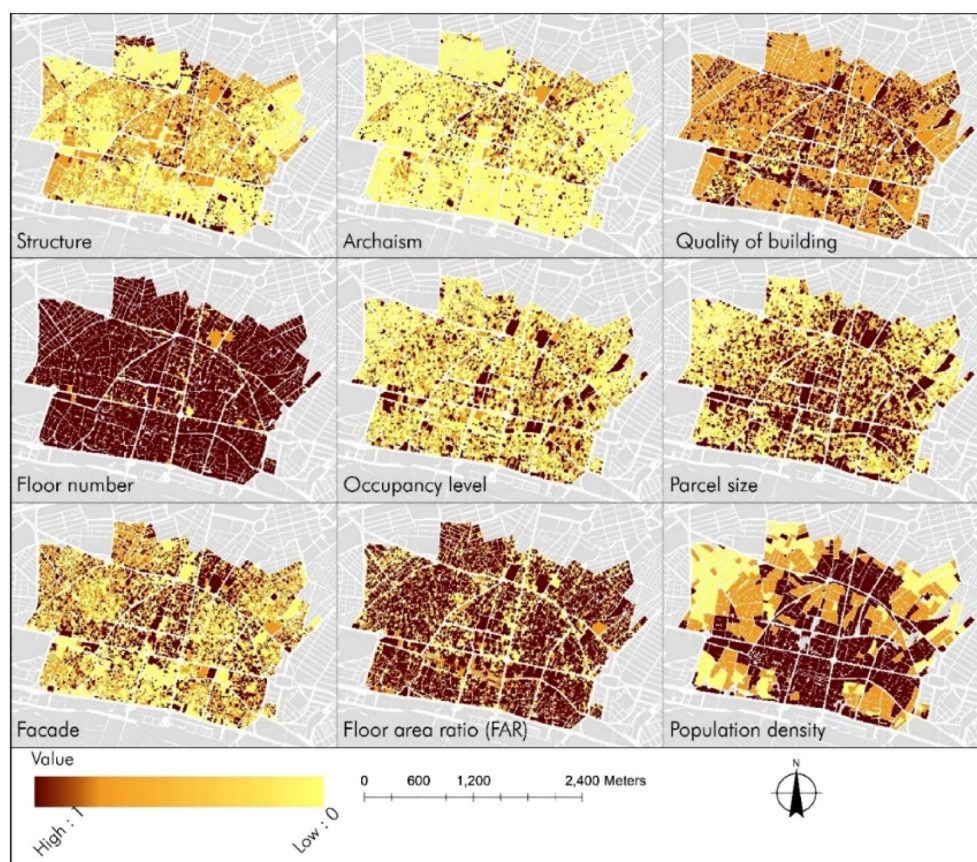 Structure
Archaism
Quality of building
Floor number
Occupancy level
Parcel size
Facade
Floor area ratio (FAR)
Population density
Value
High : 1
Low : 0
0 600 1,200 2,400 Meters
N